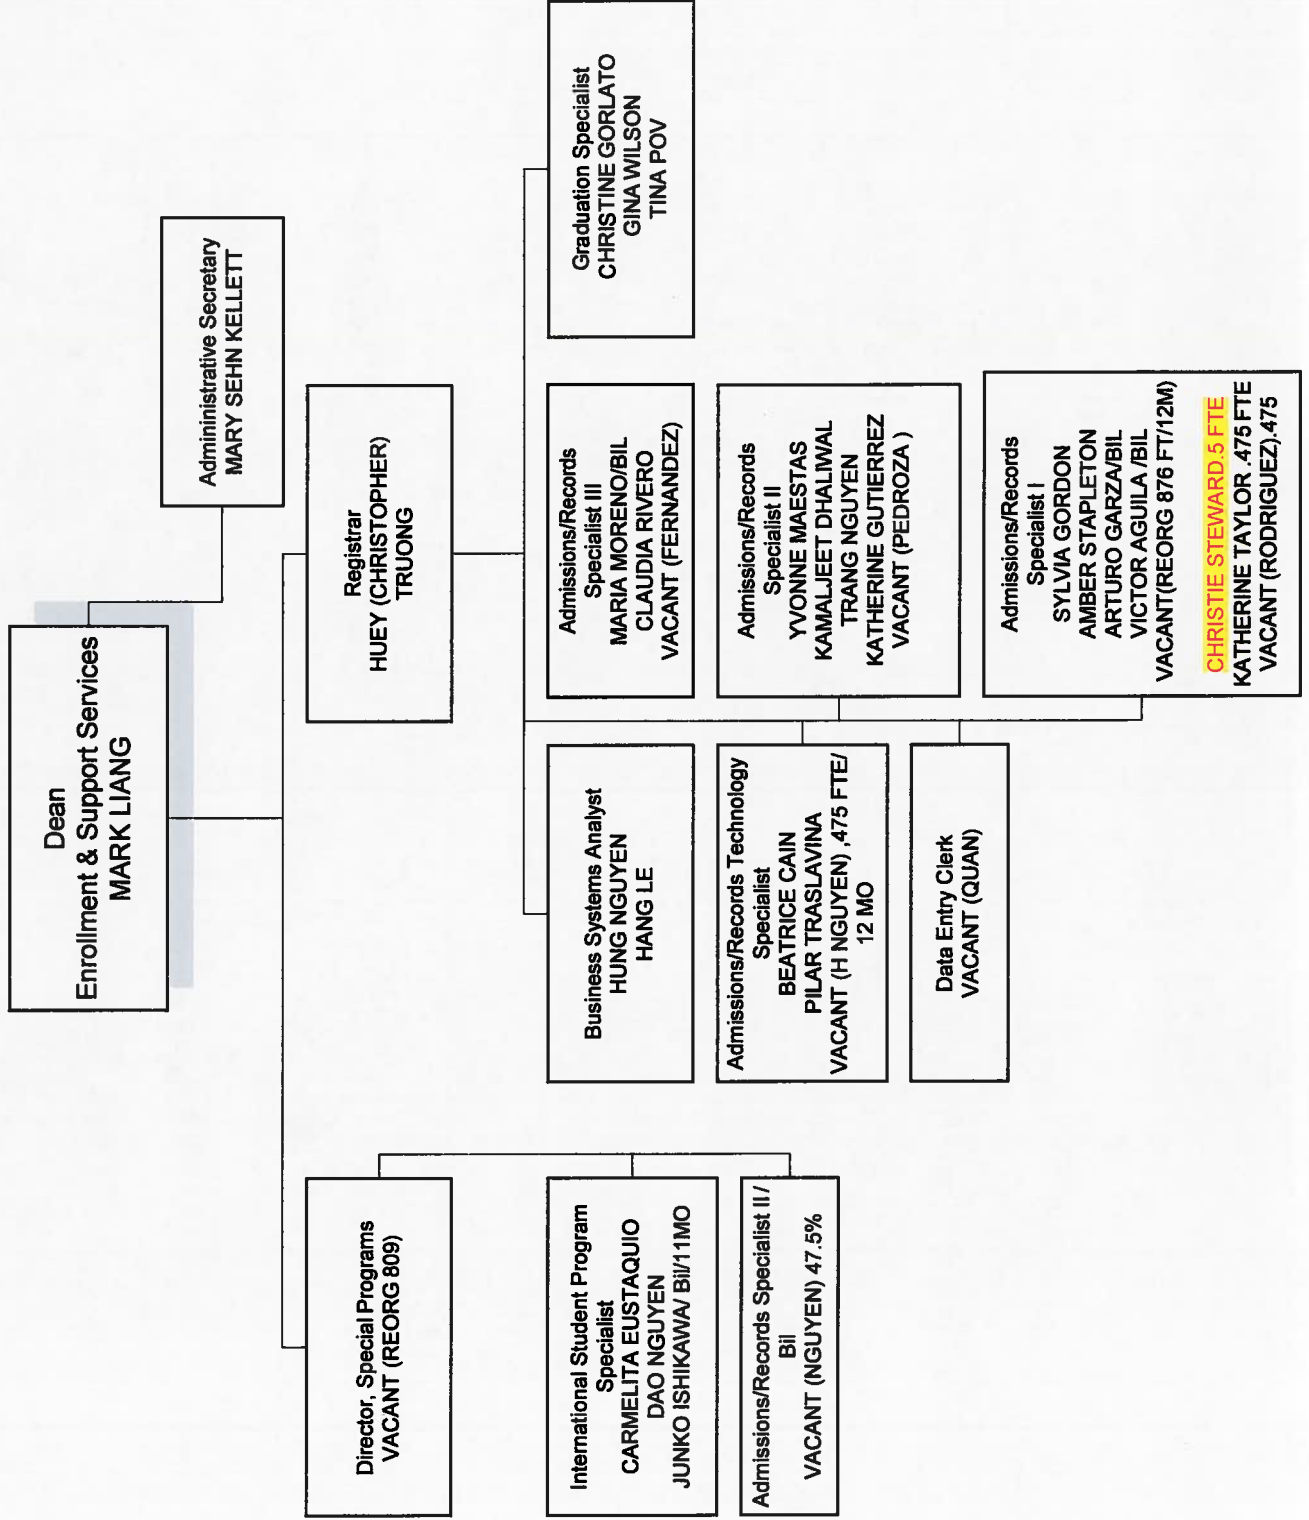 Dean
Enrollment & Support Services
MARK LIANG
Admininistrative Secretary
MARY SEHN KELLETT
Director, Special Programs
VACANT (REORG 809)
Registrar
HUEY (CHRISTOPHER)
TRUONG
International Student Program
Specialist
CARMELITA EUSTAQUIO
DAO NGUYEN
JUNKO ISHIKAWA/ Bil/11MO
Admissions/Records Specialist II /
Bil
VACANT (NGUYEN) 47.5%
Business Systems Analyst
HUNG NGUYEN
HANG LE
Admissions/Records Technology
Specialist
BEATRICE CAIN
PILAR TRASLAVINA
VACANT (H NGUYEN) ,475 FTE/
12 MO
Data Entry Clerk
VACANT (QUAN)
Admissions/Records
Specialist III
MARIA MORENO/BIL
CLAUDIA RIVERO
VACANT (FERNANDEZ)
Admissions/Records
Specialist II
YVONNE MAESTAS
KAMALJEET DHALIWAL
TRANG NGUYEN
KATHERINE GUTIERREZ
VACANT (PEDROZA )
Admissions/Records
Specialist I
SYLVIA GORDON
AMBER STAPLETON
ARTURO GARZA/BIL
VICTOR AGUILA /BIL
VACANT(REORG 876 FT/12M)
CHRISTIE STEWARD.5 FTE
KATHERINE TAYLOR .475 FTE
VACANT (RODRIGUEZ).475
Graduation Specialist
CHRISTINE GORLATO
GINA WILSON
TINA POV